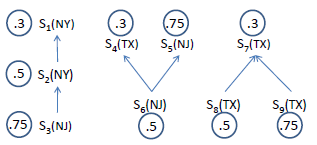 .3 S1(NY) .3 .75 .3
S4(TX) S5(NJ) S7(TX)
.5 S2(NY)
S6(NJ) S8(TX) S9(TX)
.75 S3(NJ) .5 .5 .75